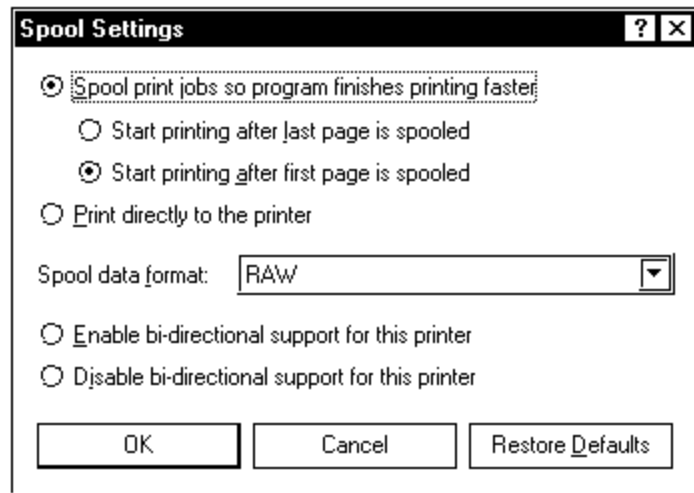 Spool Settings
Spool print jobs so program finishes printing faster
Start printing after last page is spooled
Start printing after first page is spooled
Print directly to the printer
Spool data format: RAW
Enable bi-directional support for this printer
Disable bi-directional support for this printer
OK Cancel Restore Defaults